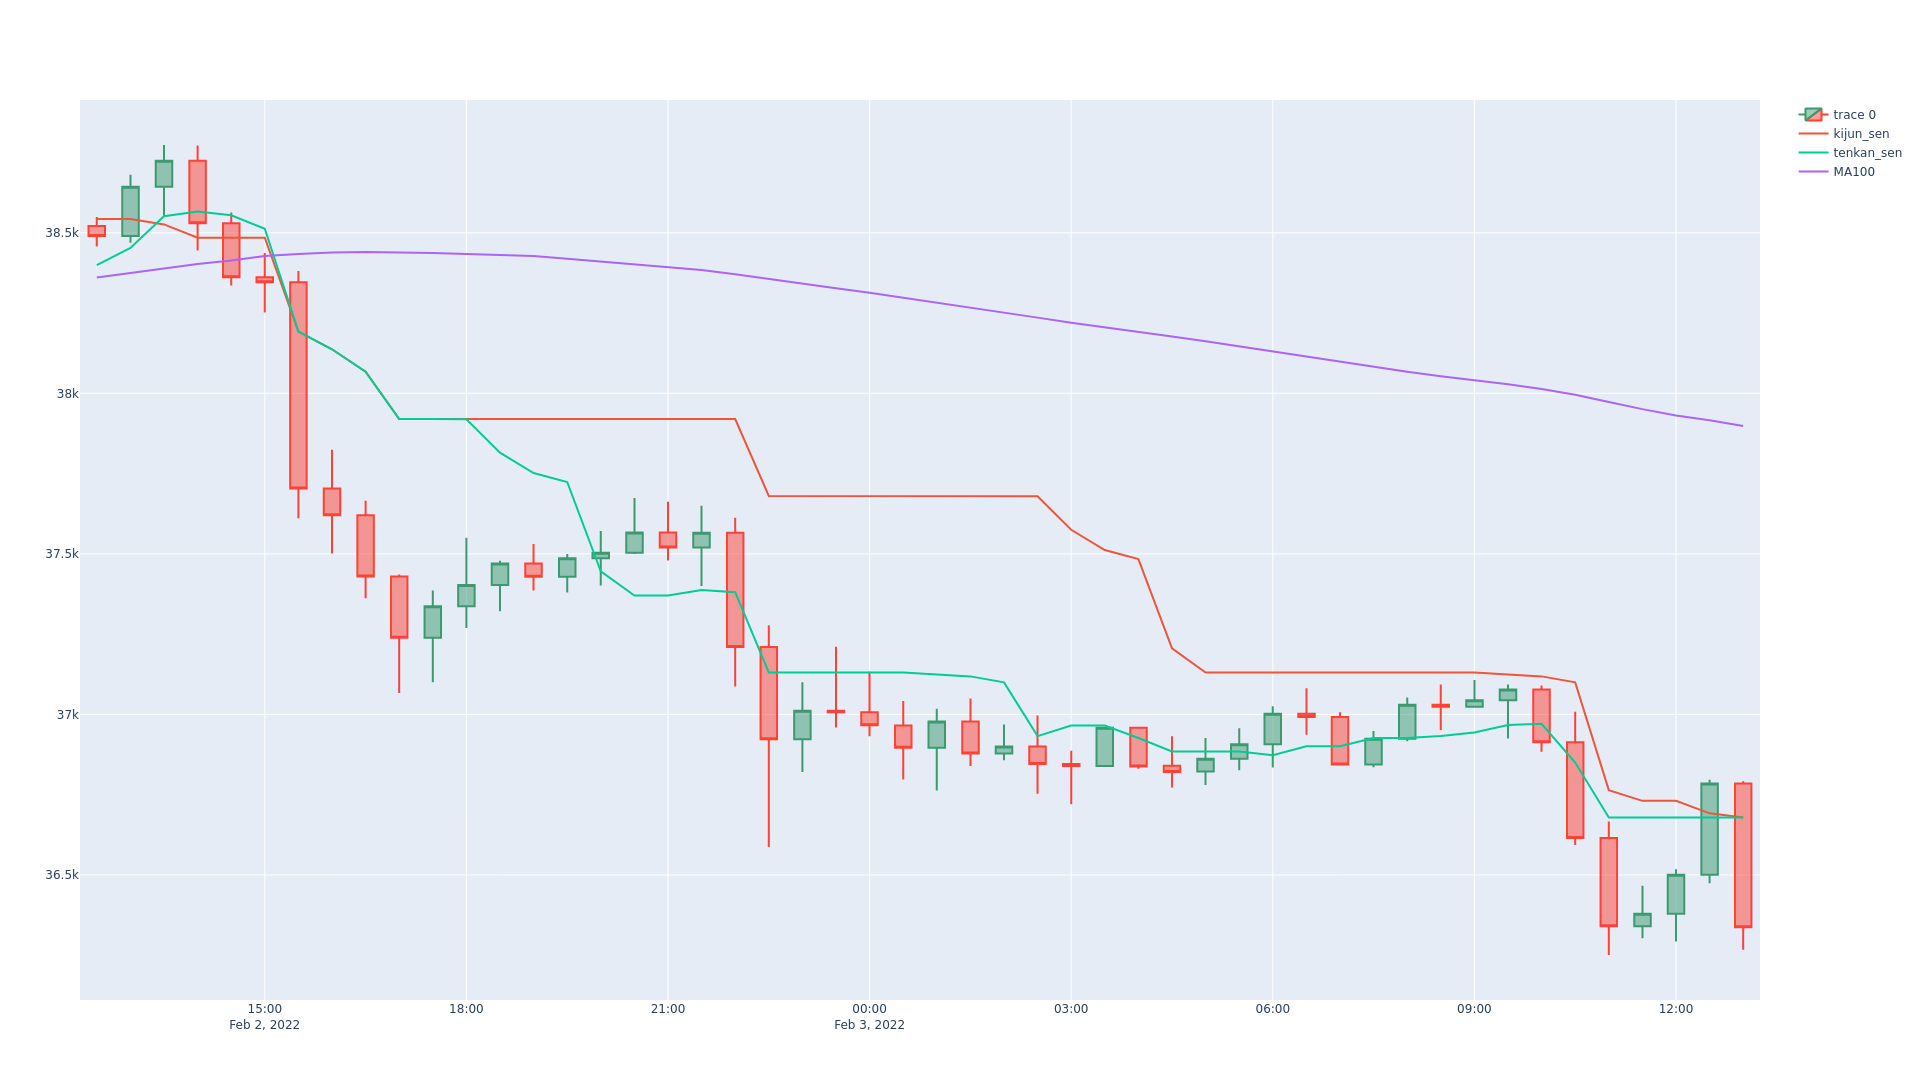 trace 0
kijun_sen
tenkan_sen
MA100
38.5k
38k
37.5k
37k
36.5k
15:00 18:00 21:00 00:00 03:00 06:00 09:00 12:00
Feb 2, 2022 Feb 3, 2022